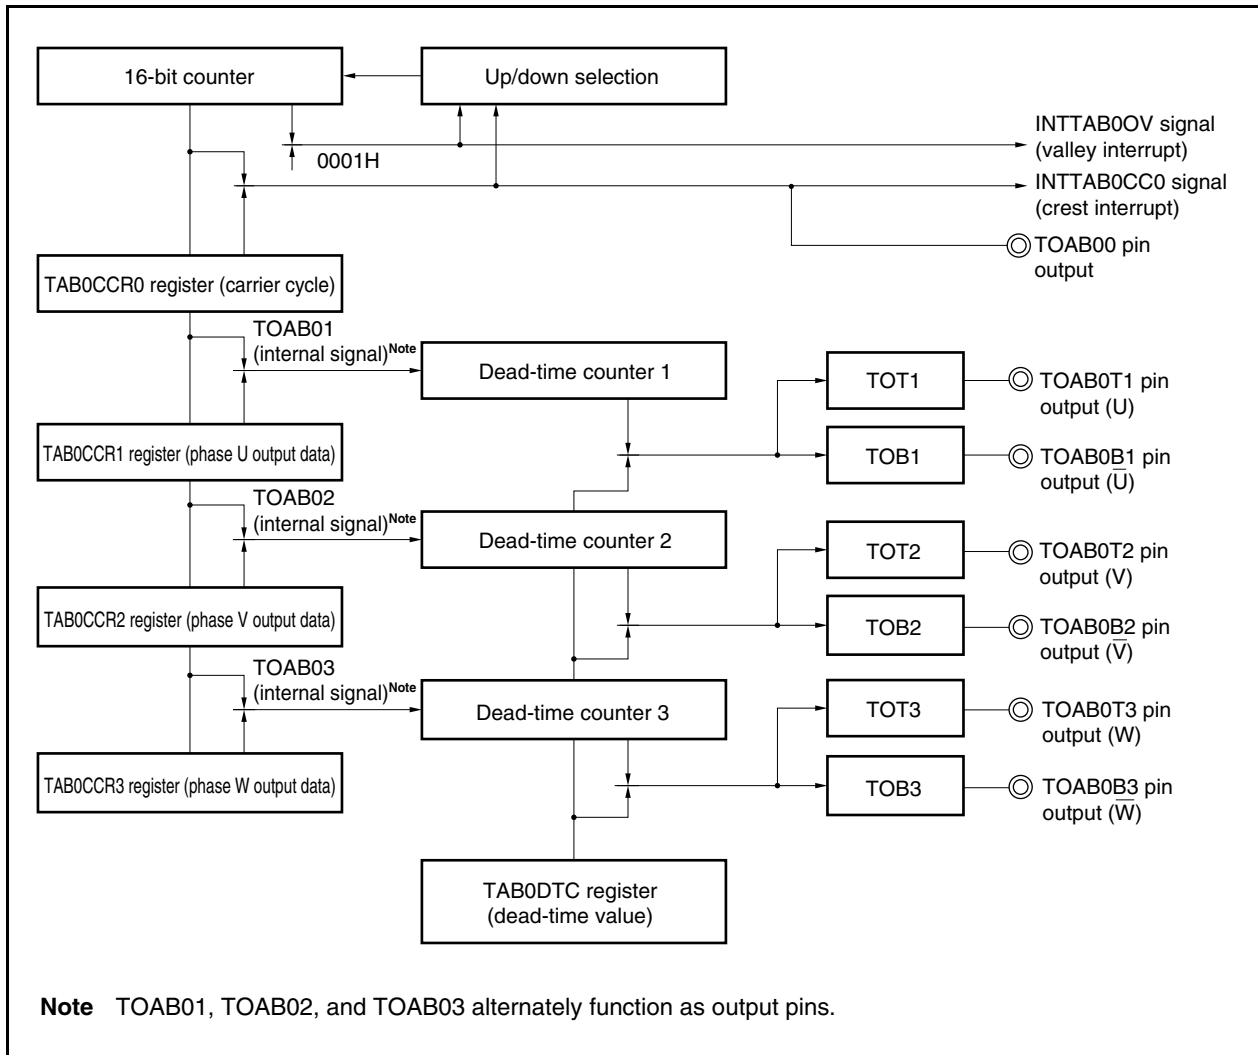 16-bit counter
Up/down selection
0001H
INTTAB0OV signal
(valley interrupt)
INTTAB0CC0 signal
(crest interrupt)
TOAB00 pin
output
TAB0CCR0 register (carrier cycle)
TOAB01
(internal signal)Note
Dead-time counter 1
TOT1
TOAB0T1 pin
output (U)
TAB0CCR1 register (phase U output data)
TOB1
TOAB0B1 pin
output (U̅)
TOAB02
(internal signal)Note
Dead-time counter 2
TOT2
TOAB0T2 pin
output (V)
TAB0CCR2 register (phase V output data)
TOB2
TOAB0B2 pin
output (V̅)
TOAB03
(internal signal)Note
Dead-time counter 3
TOT3
TOAB0T3 pin
output (W)
TAB0CCR3 register (phase W output data)
TOB3
TOAB0B3 pin
output (W̅)
TAB0DTC register
(dead-time value)
Note TOAB01, TOAB02, and TOAB03 alternately function as output pins.